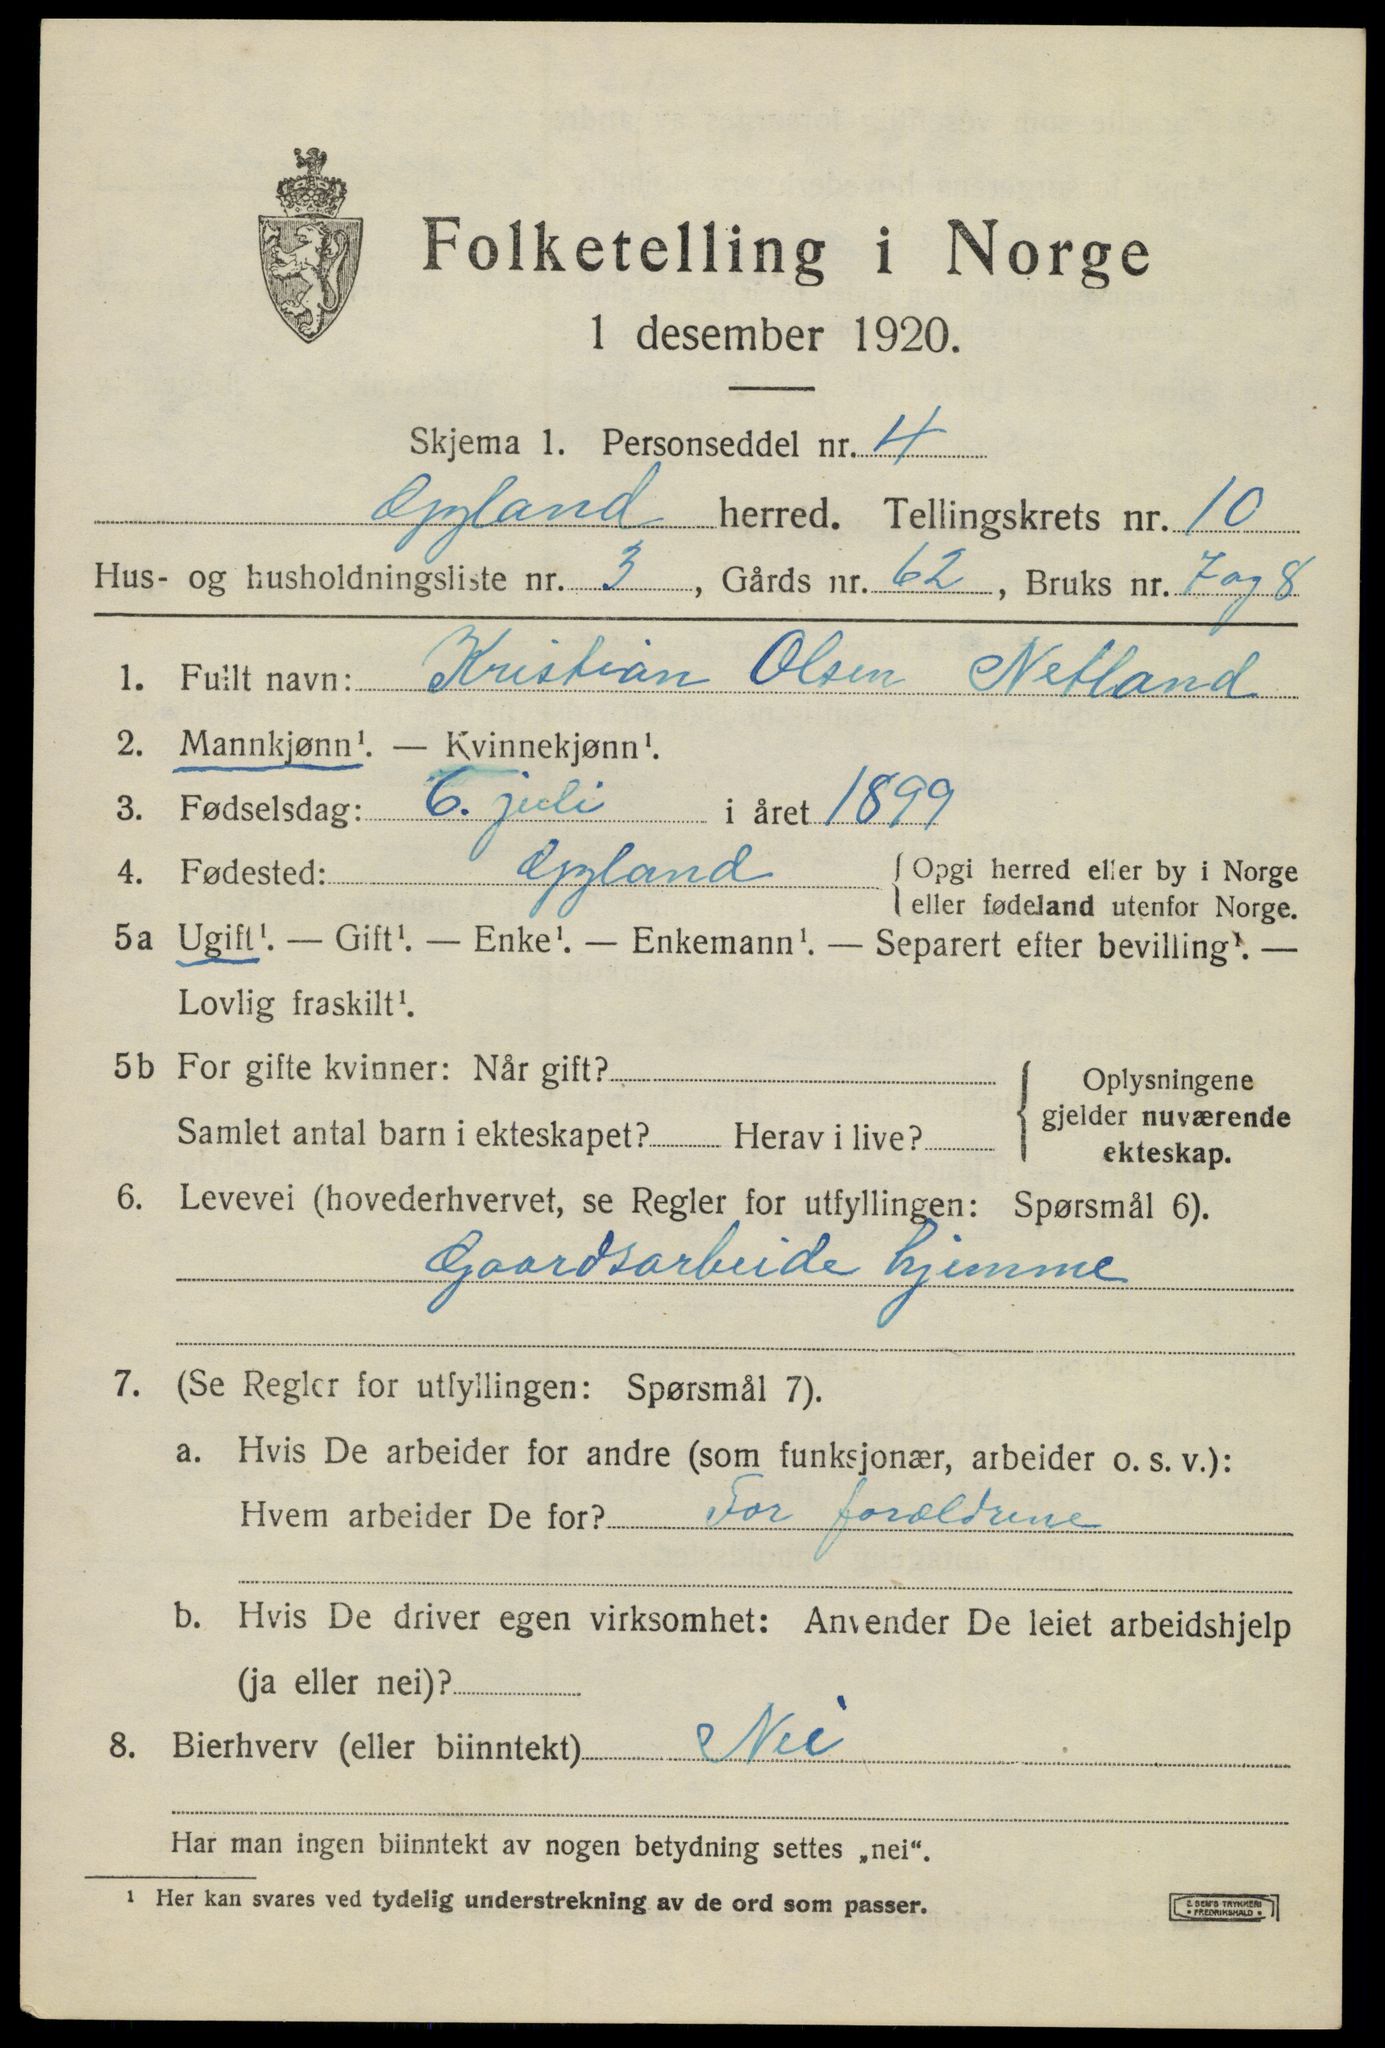 Folketelling i Norge
1 desember 1920.
Skjema 1. Personseddel nr. 4
Gyland herred. Tellingskrets nr. 10
Hus- og husholdningsliste nr. 3, Gårds nr. 62, Bruks nr. 7 og 8
1. Fullt navn: Kristian Olsen Netland
2. Mannkjønn¹. — Kvinnekjønn¹.
3. Fødselsdag: 6. juli i året 1899
4. Fødested: Gyland { Opgi herred eller by i Norge
eller fødeland utenfor Norge.
5a Ugift¹. — Gift¹. — Enke¹. — Enkemann¹. — Separert efter bevilling¹. —
Lovlig fraskilt¹.
5b For gifte kvinner: Når gift?
Samlet antal barn i ekteskapet? Herav i live?
{ Oplysningene
gjelder nuværende
ekteskap.
6. Levevei (hovederhvervet, se Regler for utfyllingen: Spørsmål 6).
Gaardsarbeide hjemme
7. (Se Regler for utfyllingen: Spørsmål 7).
a. Hvis De arbeider for andre (som funksjonær, arbeider o. s. v.):
Hvem arbeider De for? For forældrene
b. Hvis De driver egen virksomhet: Anvender De leiet arbeidshjelp
(ja eller nei)?
8. Bierhverv (eller biinntekt) Nei
Har man ingen biinntekt av nogen betydning settes „nei“.
¹ Her kan svares ved tydelig understrekning av de ord som passer.
E. SEM'S TRYKKERI
• FREDRIKSHALD •